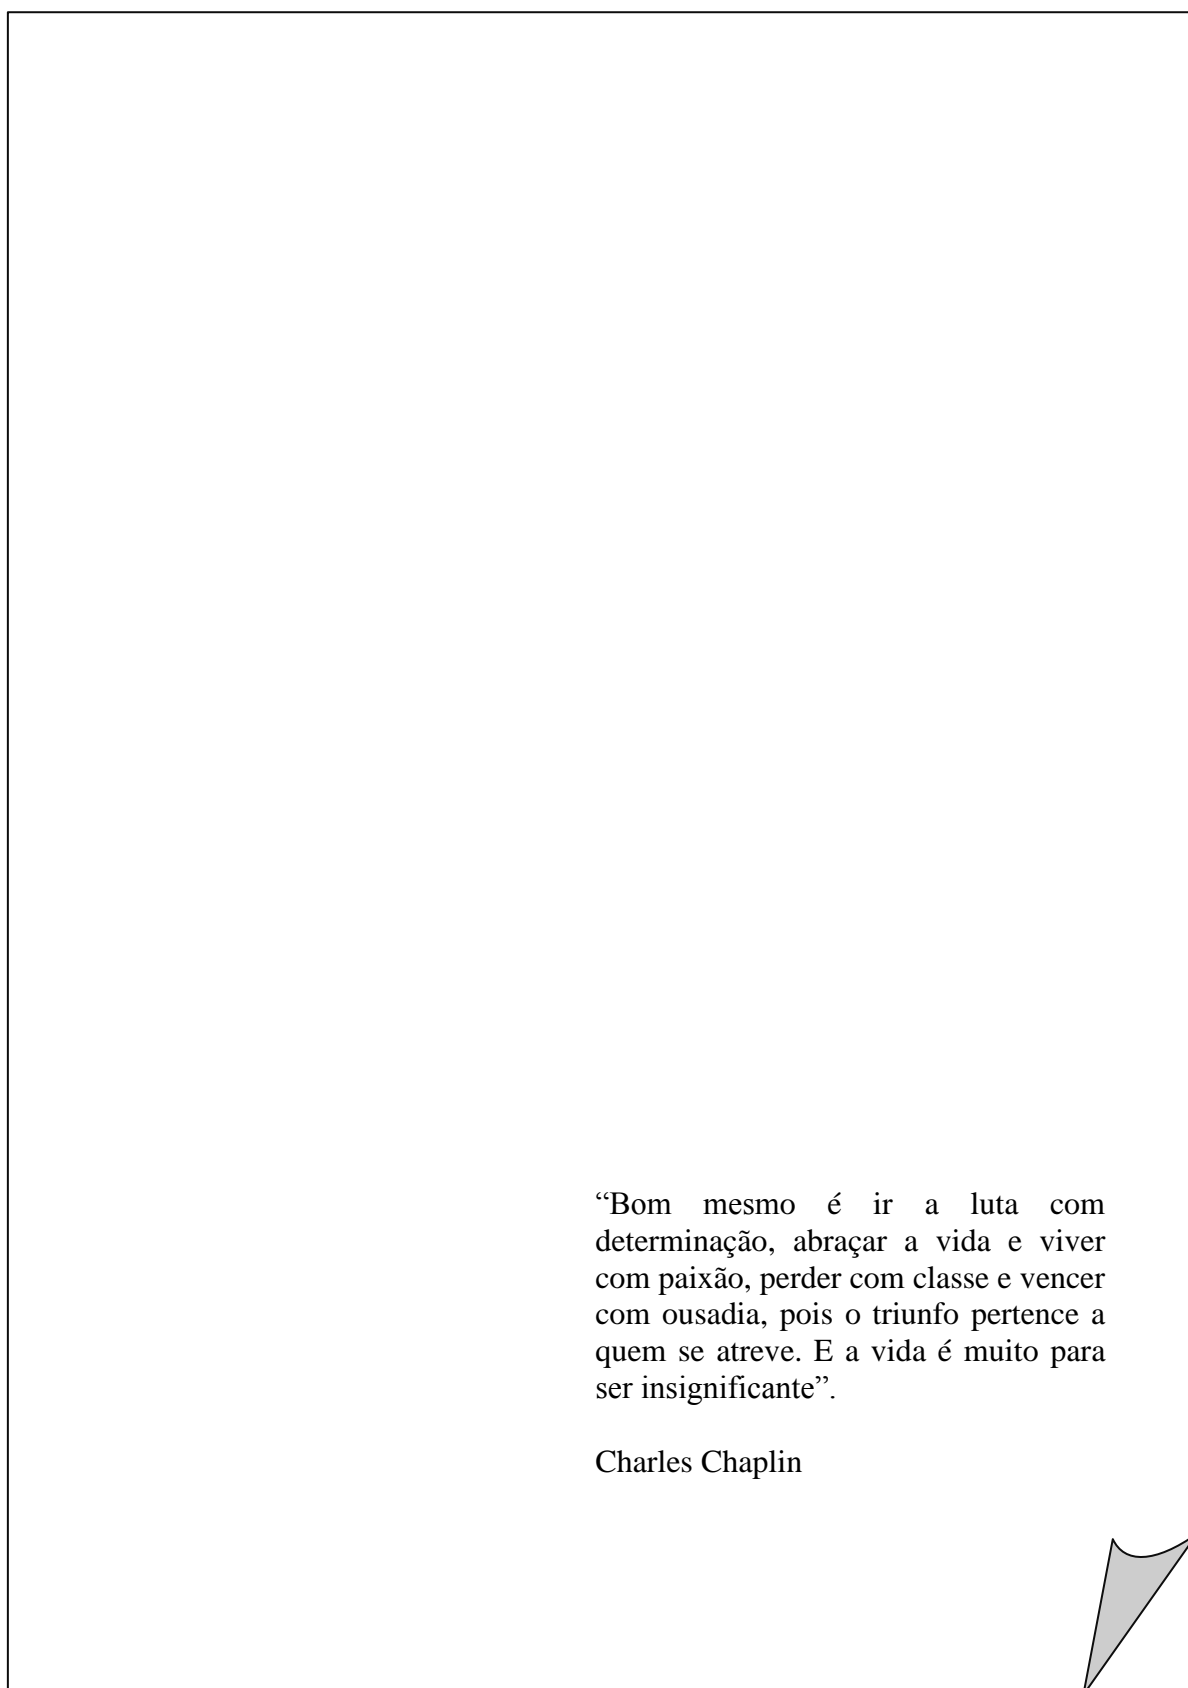 “Bom mesmo é ir a luta com
determinação, abraçar a vida e viver
com paixão, perder com classe e vencer
com ousadia, pois o triunfo pertence a
quem se atreve. E a vida é muito para
ser insignificante”.
Charles Chaplin